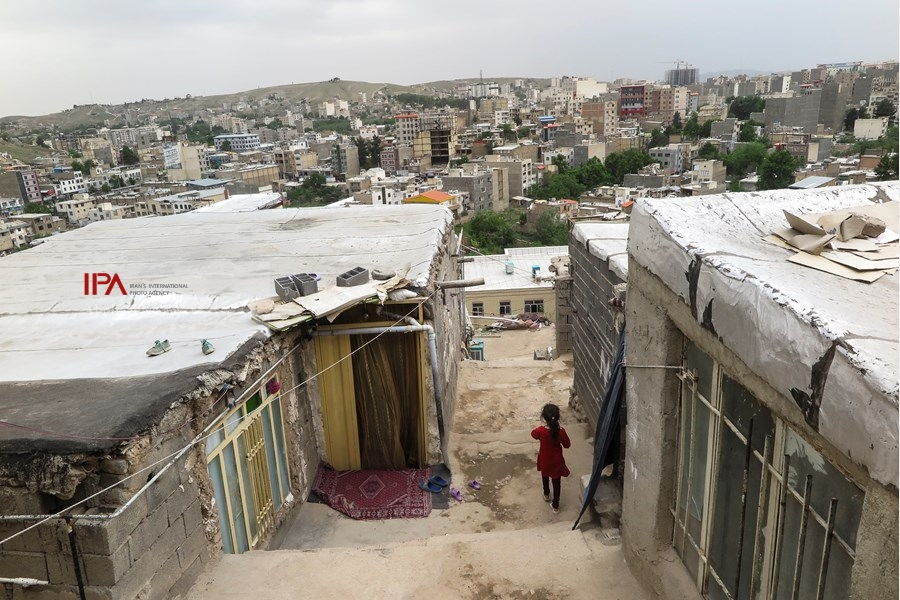 IPA
IRAN'S INTERNATIONAL
PHOTO AGENCY